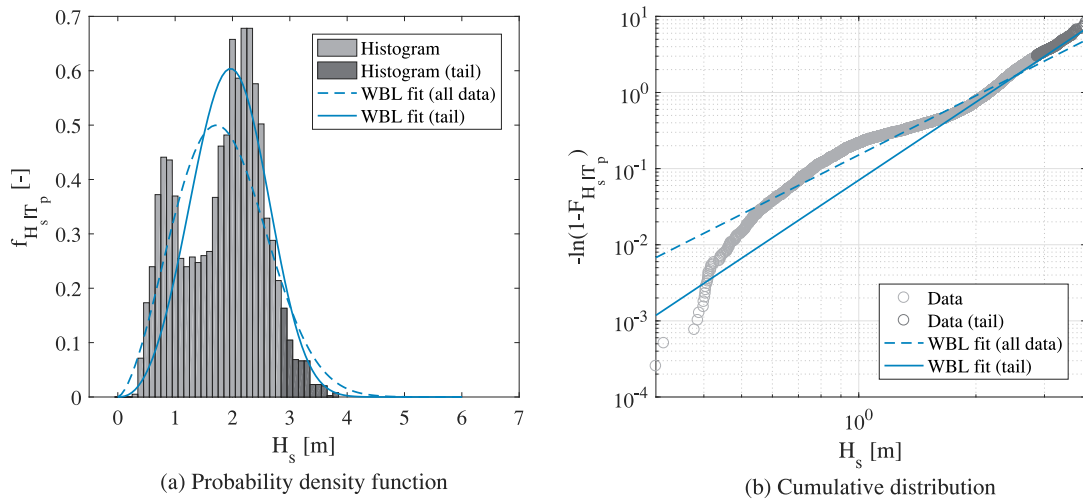 0.7
0.6
0.5
0.4
0.3
0.2
0.1
0
f_{H_s|T_p} [-]
Histogram
Histogram (tail)
WBL fit (all data)
WBL fit (tail)
0 1 2 3 4 5 6 7
H_s [m]
(a) Probability density function
10^1
10^0
10^{-1}
10^{-2}
10^{-3}
10^{-4}
-ln(1-F_{H_s|T_p})
Data
Data (tail)
WBL fit (all data)
WBL fit (tail)
10^0
H_s [m]
(b) Cumulative distribution